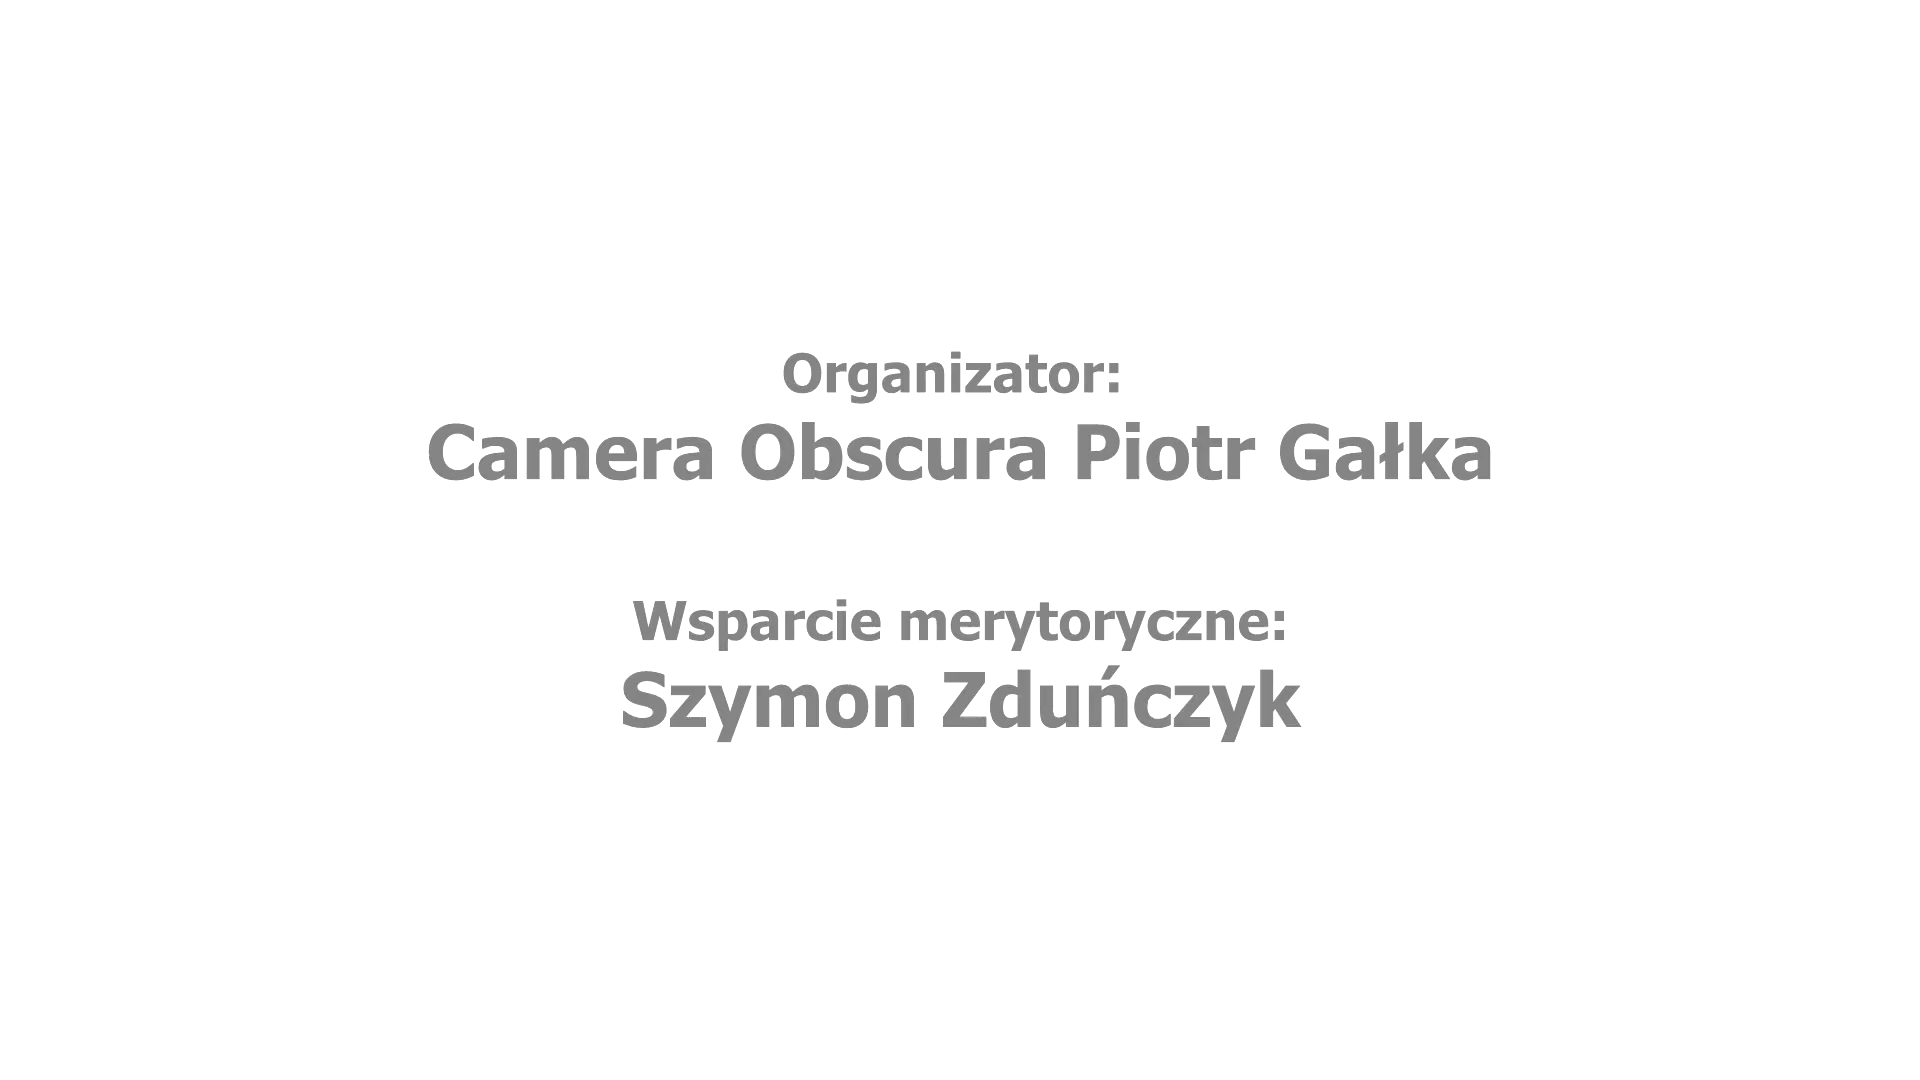 Organizator:
Camera Obscura Piotr Gałka
Wsparcie merytoryczne:
Szymon Zduńczyk